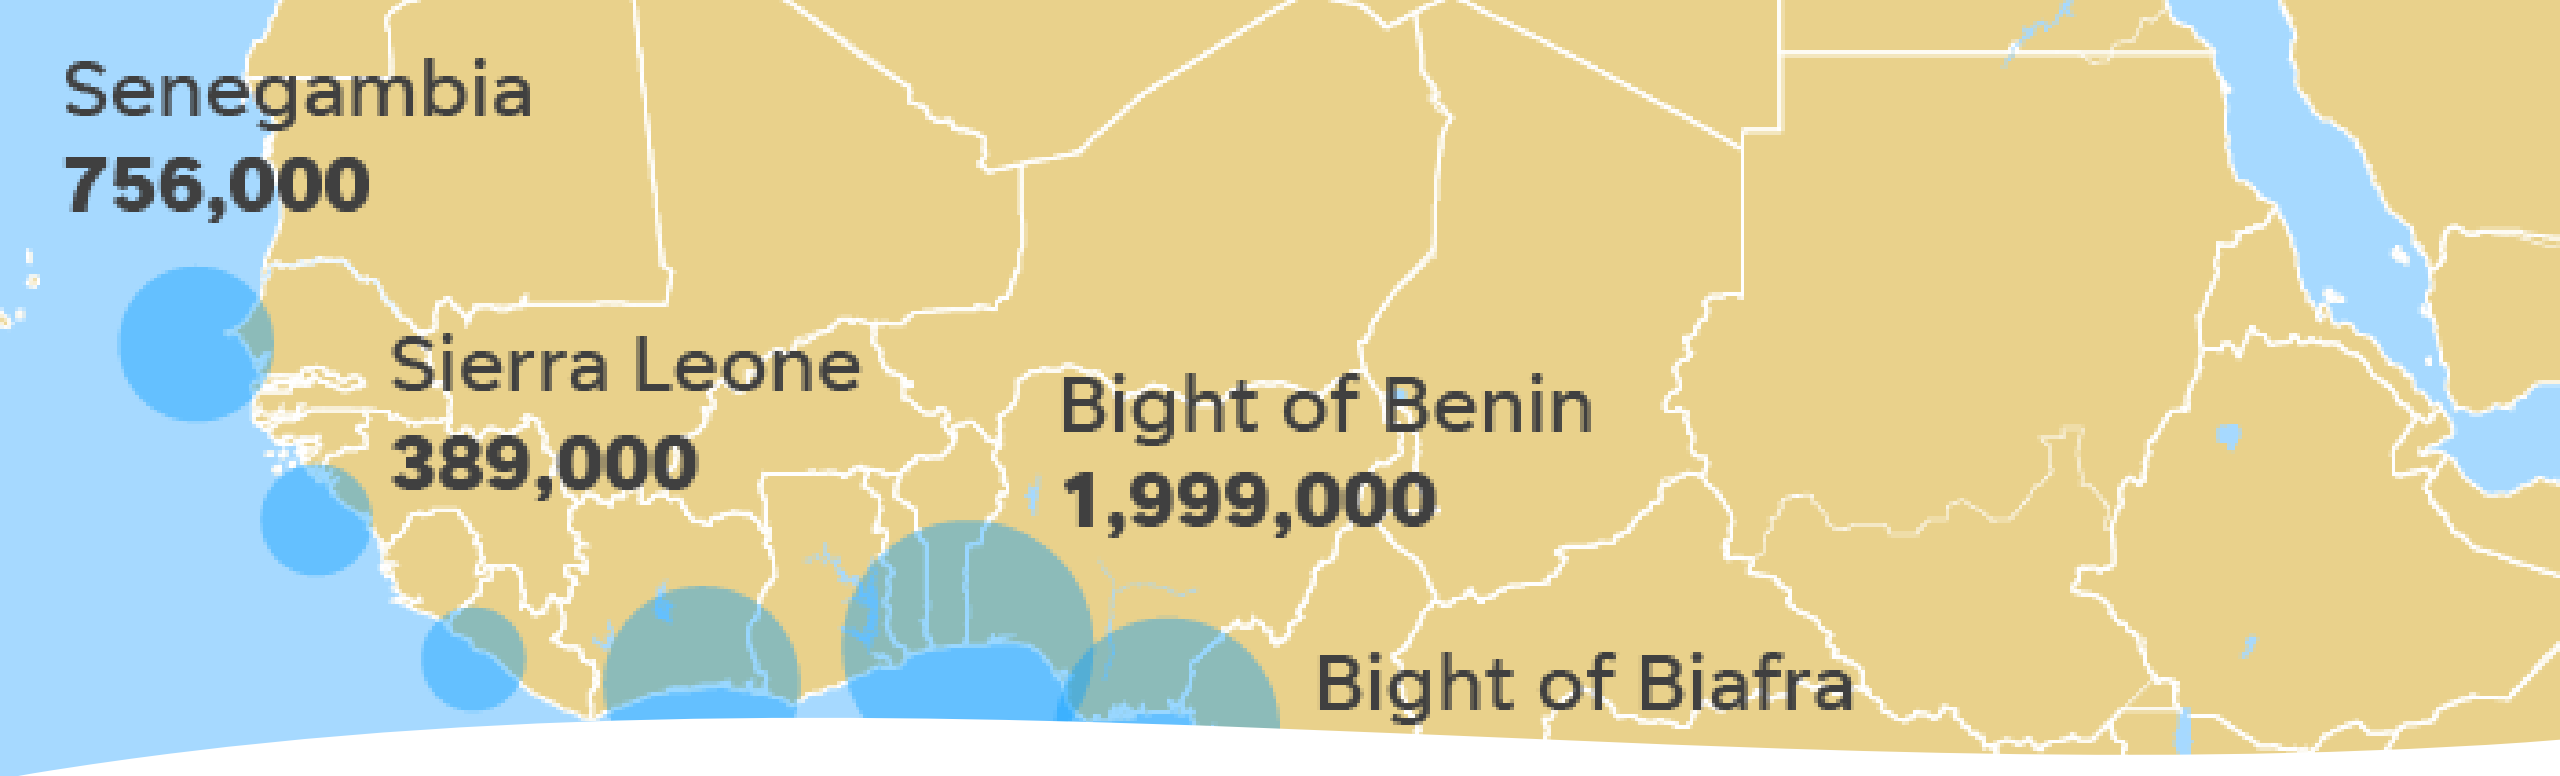 Senegambia
756,000
Sierra Leone
389,000
Bight of Benin
1,999,000
Bight of Biafra